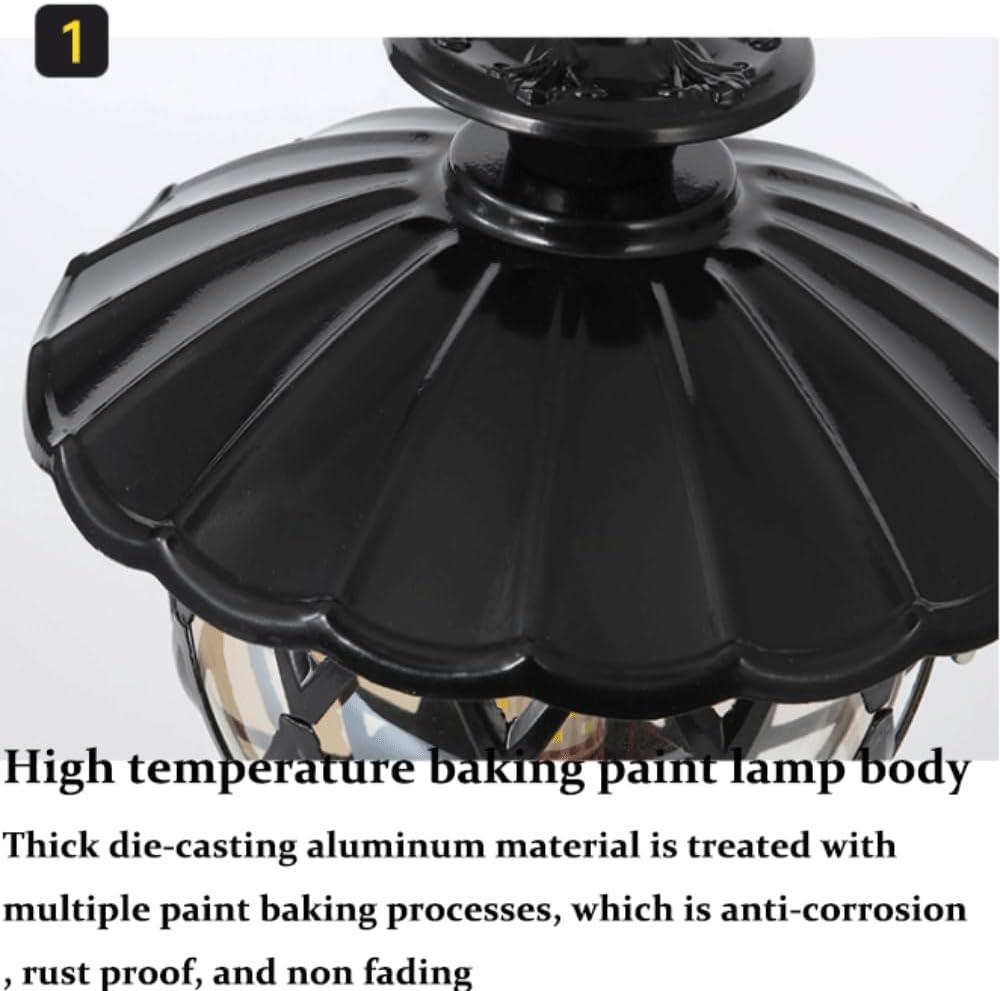 1
High temperature baking paint lamp body
Thick die-casting aluminum material is treated with
multiple paint baking processes, which is anti-corrosion
, rust proof, and non fading